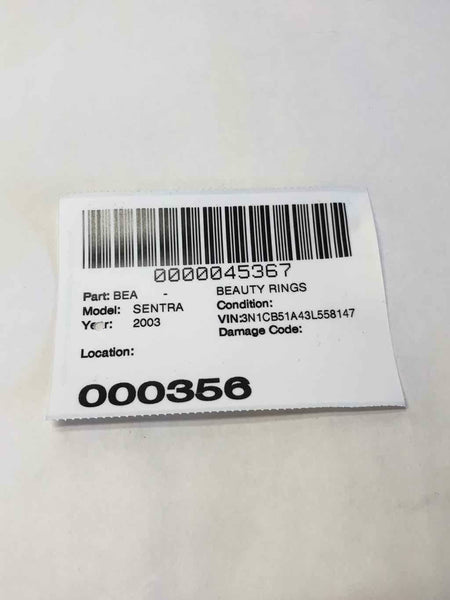 0000045367
Part: BEA - BEAUTY RINGS
Model: SENTRA Condition:
Year: 2003 VIN:3N1CB51A43L558147
Damage Code:
Location:
000356